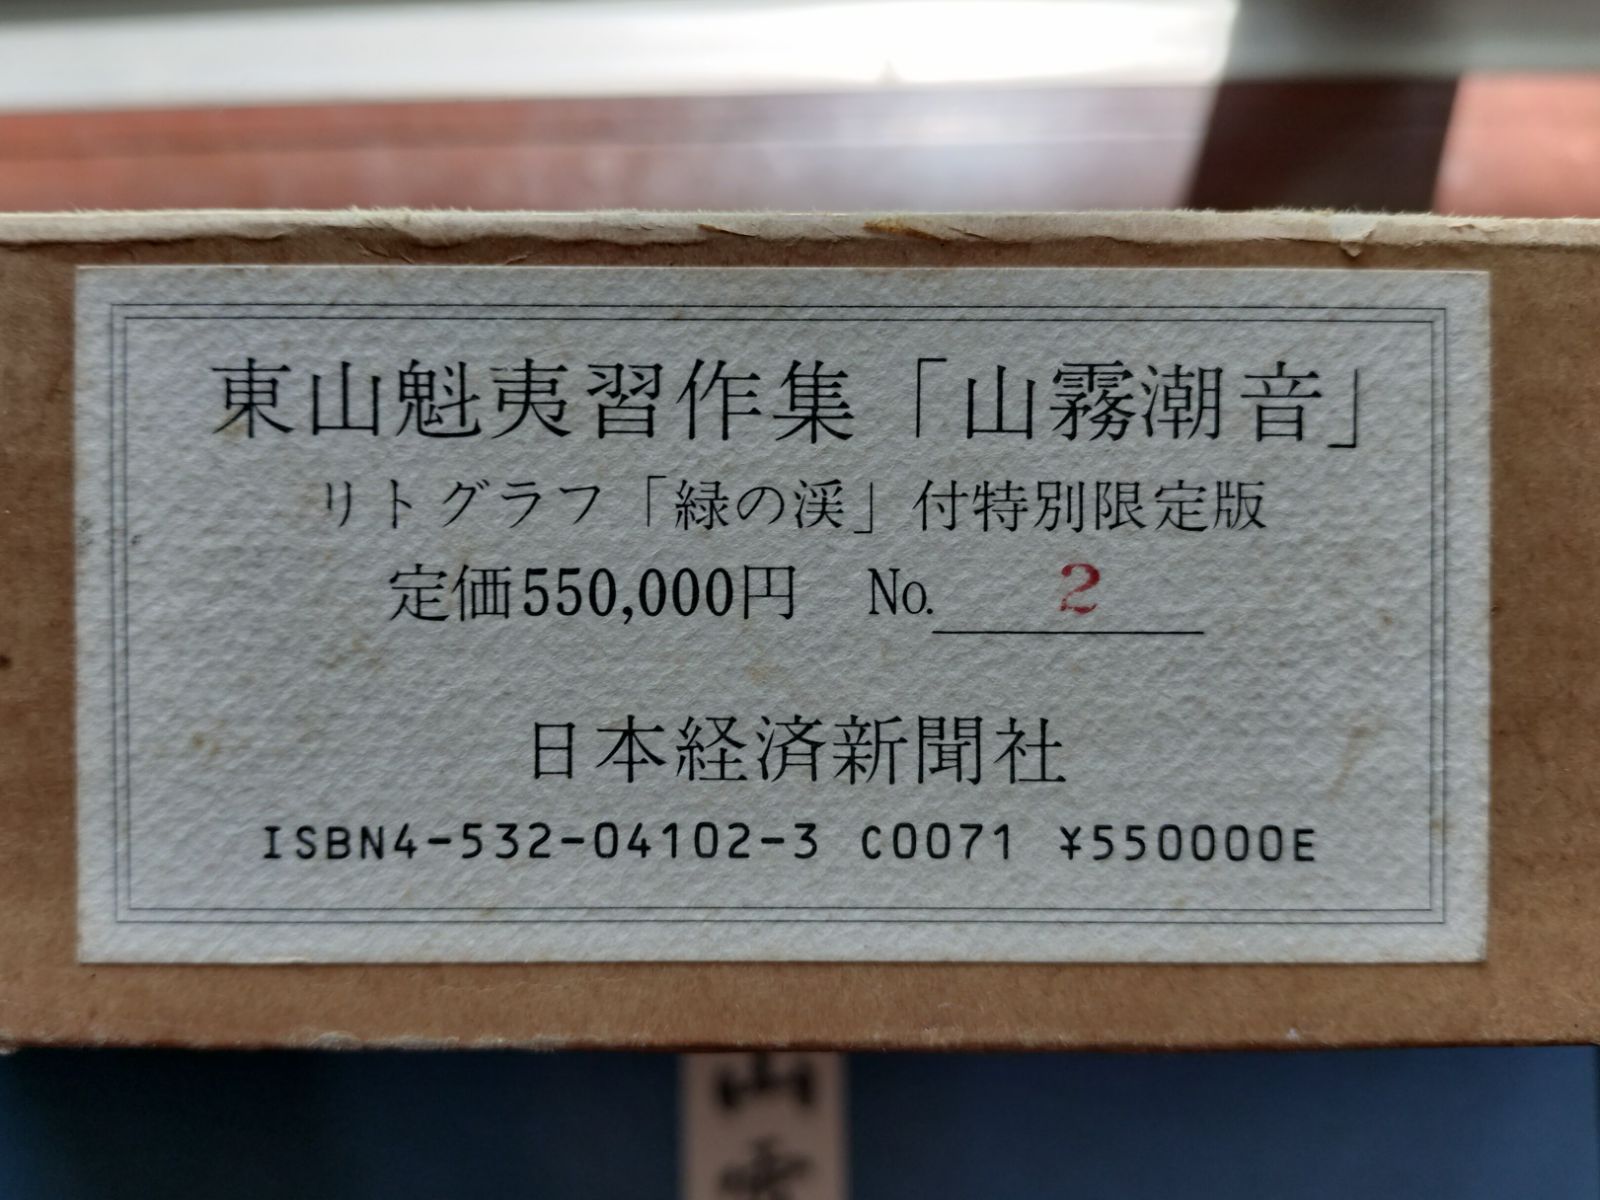 東山魁夷習作集「山霧潮音」
リトグラフ「緑の渓」付特別限定版
定価550,000円　No. 2
日本経済新聞社
ISBN4-532-04102-3 C0071 ¥550000E
山